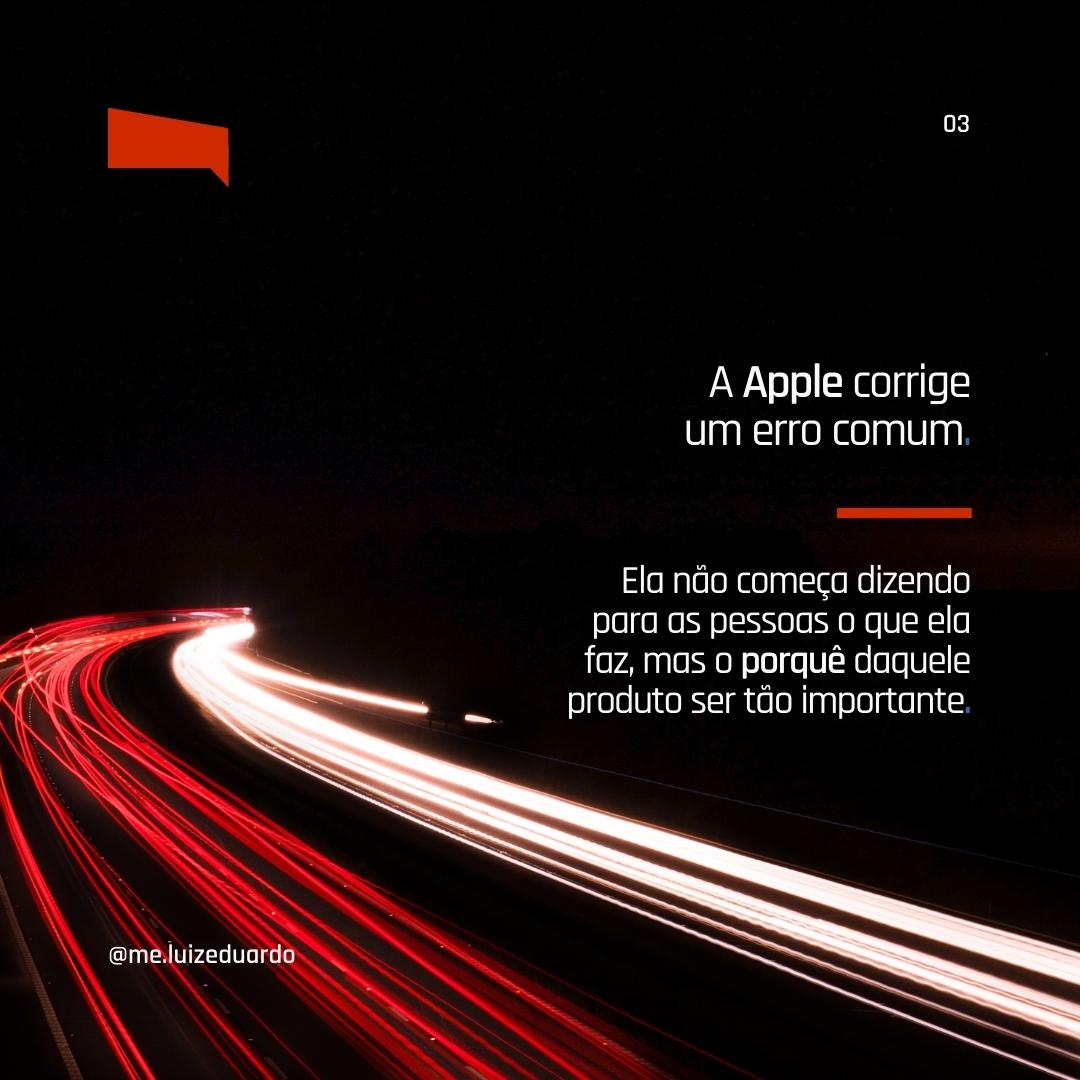 03
A Apple corrige
um erro comum.
Ela não começa dizendo
para as pessoas o que ela
faz, mas o porquê daquele
produto ser tão importante.
@me.luizeduardo